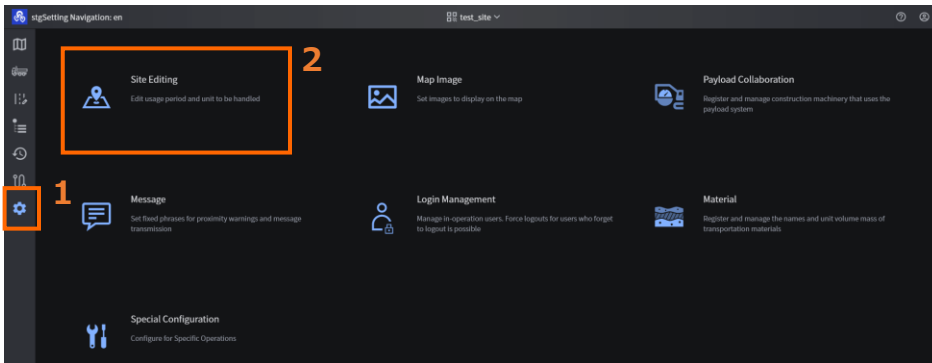 stgSetting Navigation: en
test_site
2
Site Editing
Edit usage period and unit to be handled
Map Image
Set images to display on the map
Payload Collaboration
Register and manage construction machinery that uses the
payload system
1
Message
Set fixed phrases for proximity warnings and message
transmission
Login Management
Manage in-operation users. Force logouts for users who forget
to logout is possible
Material
Register and manage the names and unit volume mass of
transportation materials
Special Configuration
Configure for Specific Operations